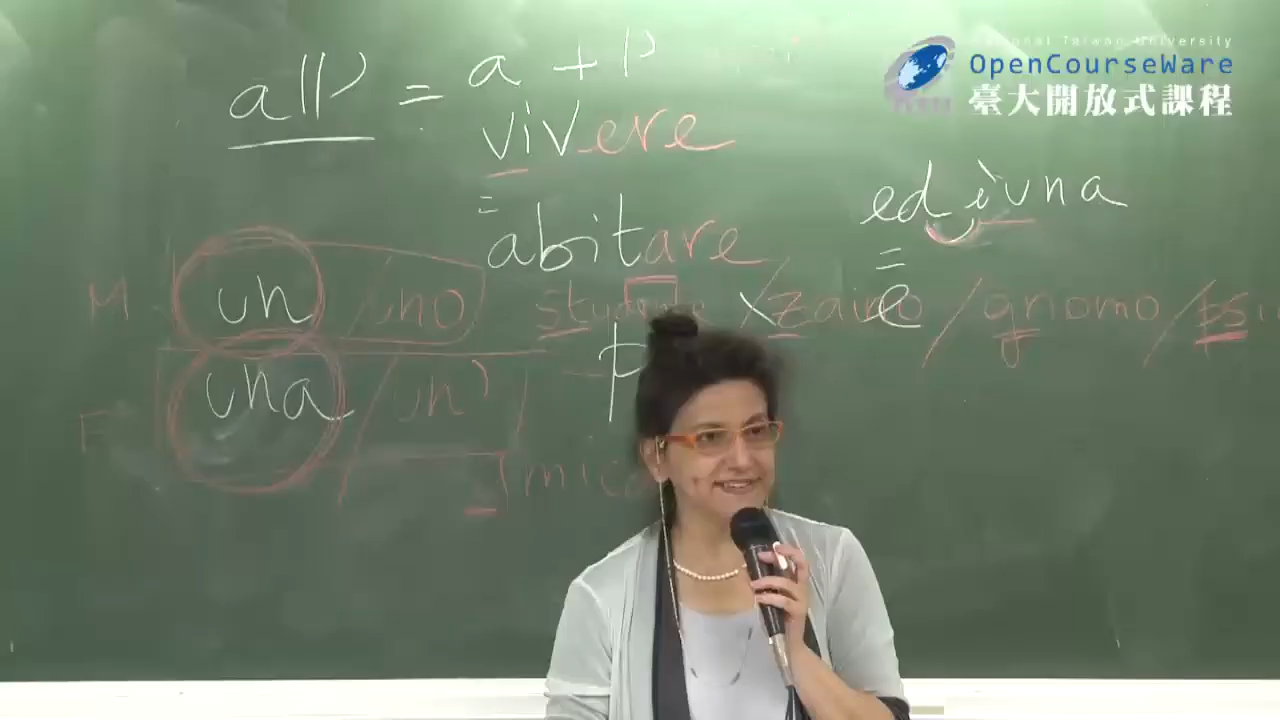 National Taiwan University
OpenCourseWare
臺大開放式課程
all' = a + l'
vivere
=
abitare
ed è una
=
e
M un / uno studente / zaino / gnomo / psi
F una / un'
amica